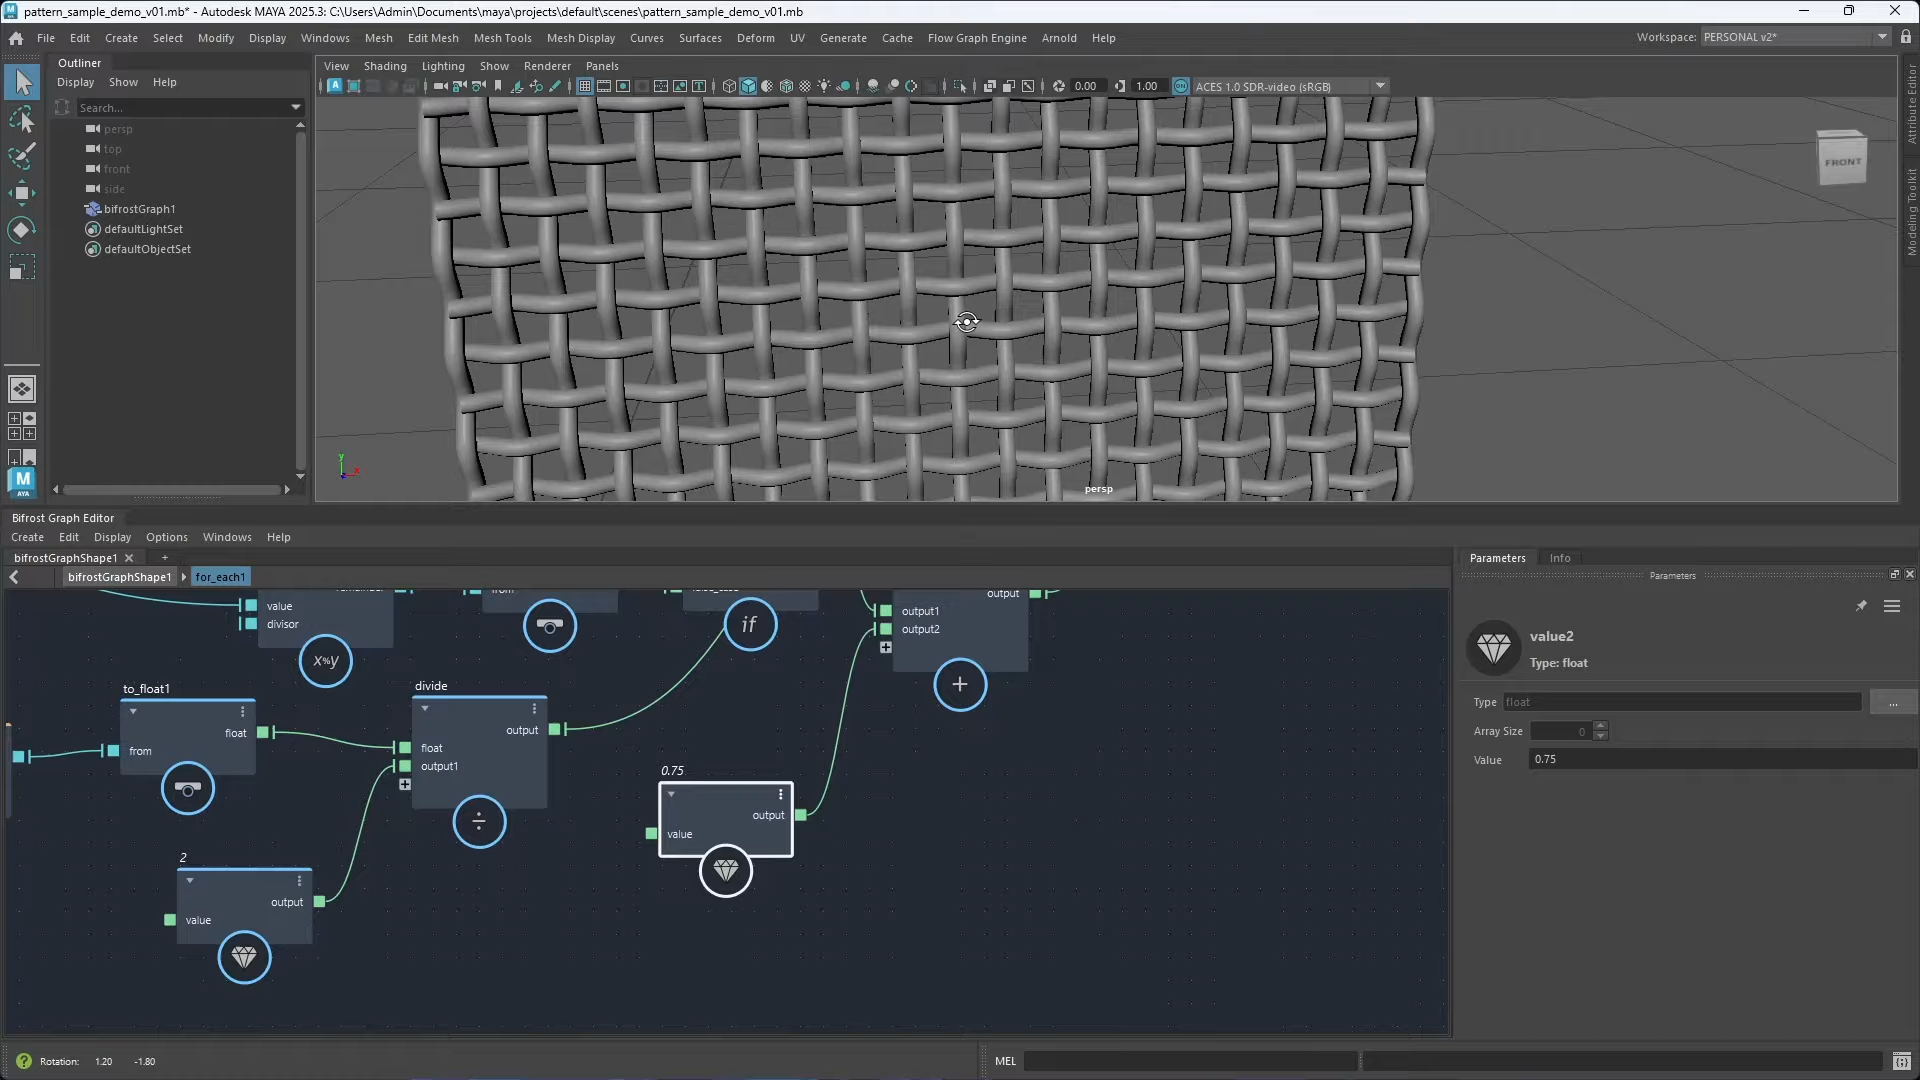 pattern_sample_demo_v01.mb* - Autodesk MAYA 2025.3: C:\Users\Admin\Documents\maya\projects\default\scenes\pattern_sample_demo_v01.mb
File Edit Create Select Modify Display Windows Mesh Edit Mesh Mesh Tools Mesh Display Curves Surfaces Deform UV Generate Cache Flow Graph Engine Arnold Help
Workspace: PERSONAL v2*
Outliner
Display Show Help
Search...
persp
top
front
side
bifrostGraph1
defaultLightSet
defaultObjectSet
View Shading Lighting Show Renderer Panels
0.00 1.00 ACES 1.0 SDR-video (sRGB)
FRONT
y
x
persp
Attribute Editor
Modeling Toolkit
M
AYA
Bifrost Graph Editor
Create Edit Display Options Windows Help
bifrostGraphShape1
bifrostGraphShape1 for_each1
value
divisor
x%y
from
if
output
output1
output2
to_float1
float
from
divide
output
float
output1
0.75
output
value
2
output
value
Parameters Info
Parameters
value2
Type: float
Type float ...
Array Size 0
Value 0.75
Rotation: 1.20 -1.80
MEL